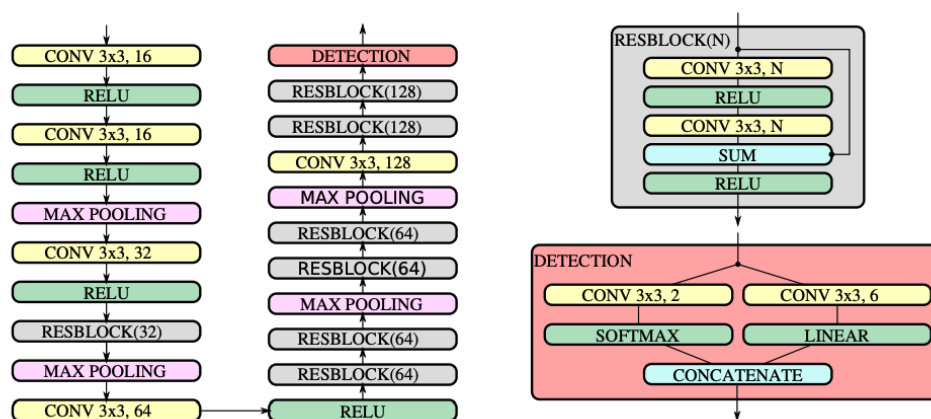 CONV 3x3, 16
RELU
CONV 3x3, 16
RELU
MAX POOLING
CONV 3x3, 32
RELU
RESBLOCK(32)
MAX POOLING
CONV 3x3, 64
DETECTION
RESBLOCK(128)
RESBLOCK(128)
CONV 3x3, 128
MAX POOLING
RESBLOCK(64)
RESBLOCK(64)
MAX POOLING
RESBLOCK(64)
RESBLOCK(64)
RELU
RESBLOCK(N)
CONV 3x3, N
RELU
CONV 3x3, N
SUM
RELU
DETECTION
CONV 3x3, 2
CONV 3x3, 6
SOFTMAX
LINEAR
CONCATENATE